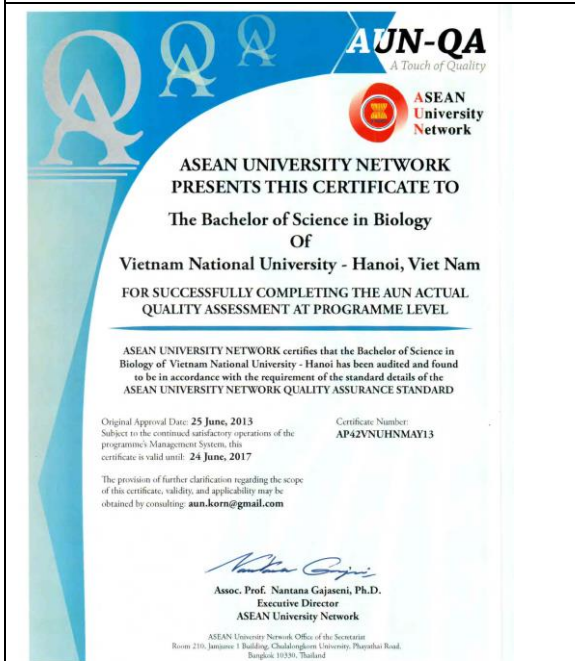 AUN-QA
A Touch of Quality
ASEAN
University
Network
ASEAN UNIVERSITY NETWORK
PRESENTS THIS CERTIFICATE TO
The Bachelor of Science in Biology
Of
Vietnam National University - Hanoi, Viet Nam
FOR SUCCESSFULLY COMPLETING THE AUN ACTUAL
QUALITY ASSESSMENT AT PROGRAMME LEVEL
ASEAN UNIVERSITY NETWORK certifies that the Bachelor of Science in
Biology of Vietnam National University - Hanoi has been audited and found
to be in accordance with the requirement of the standard details of the
ASEAN UNIVERSITY NETWORK QUALITY ASSURANCE STANDARD
Original Approval Date: 25 June, 2013
Subject to the continued satisfactory operations of the
programme's Management System, this
certificate is valid until: 24 June, 2017
Certificate Number:
AP42VNUHNMAY13
The provision of further clarification regarding the scope
of this certificate, validity, and applicability may be
obtained by consulting: aun.korn@gmail.com
Assoc. Prof. Nantana Gajaseni, Ph.D.
Executive Director
ASEAN University Network
ASEAN University Network Office of the Secretariat
Room 210, Jamjuree 1 Building, Chulalongkorn University, Phayathai Road,
Bangkok 10330, Thailand